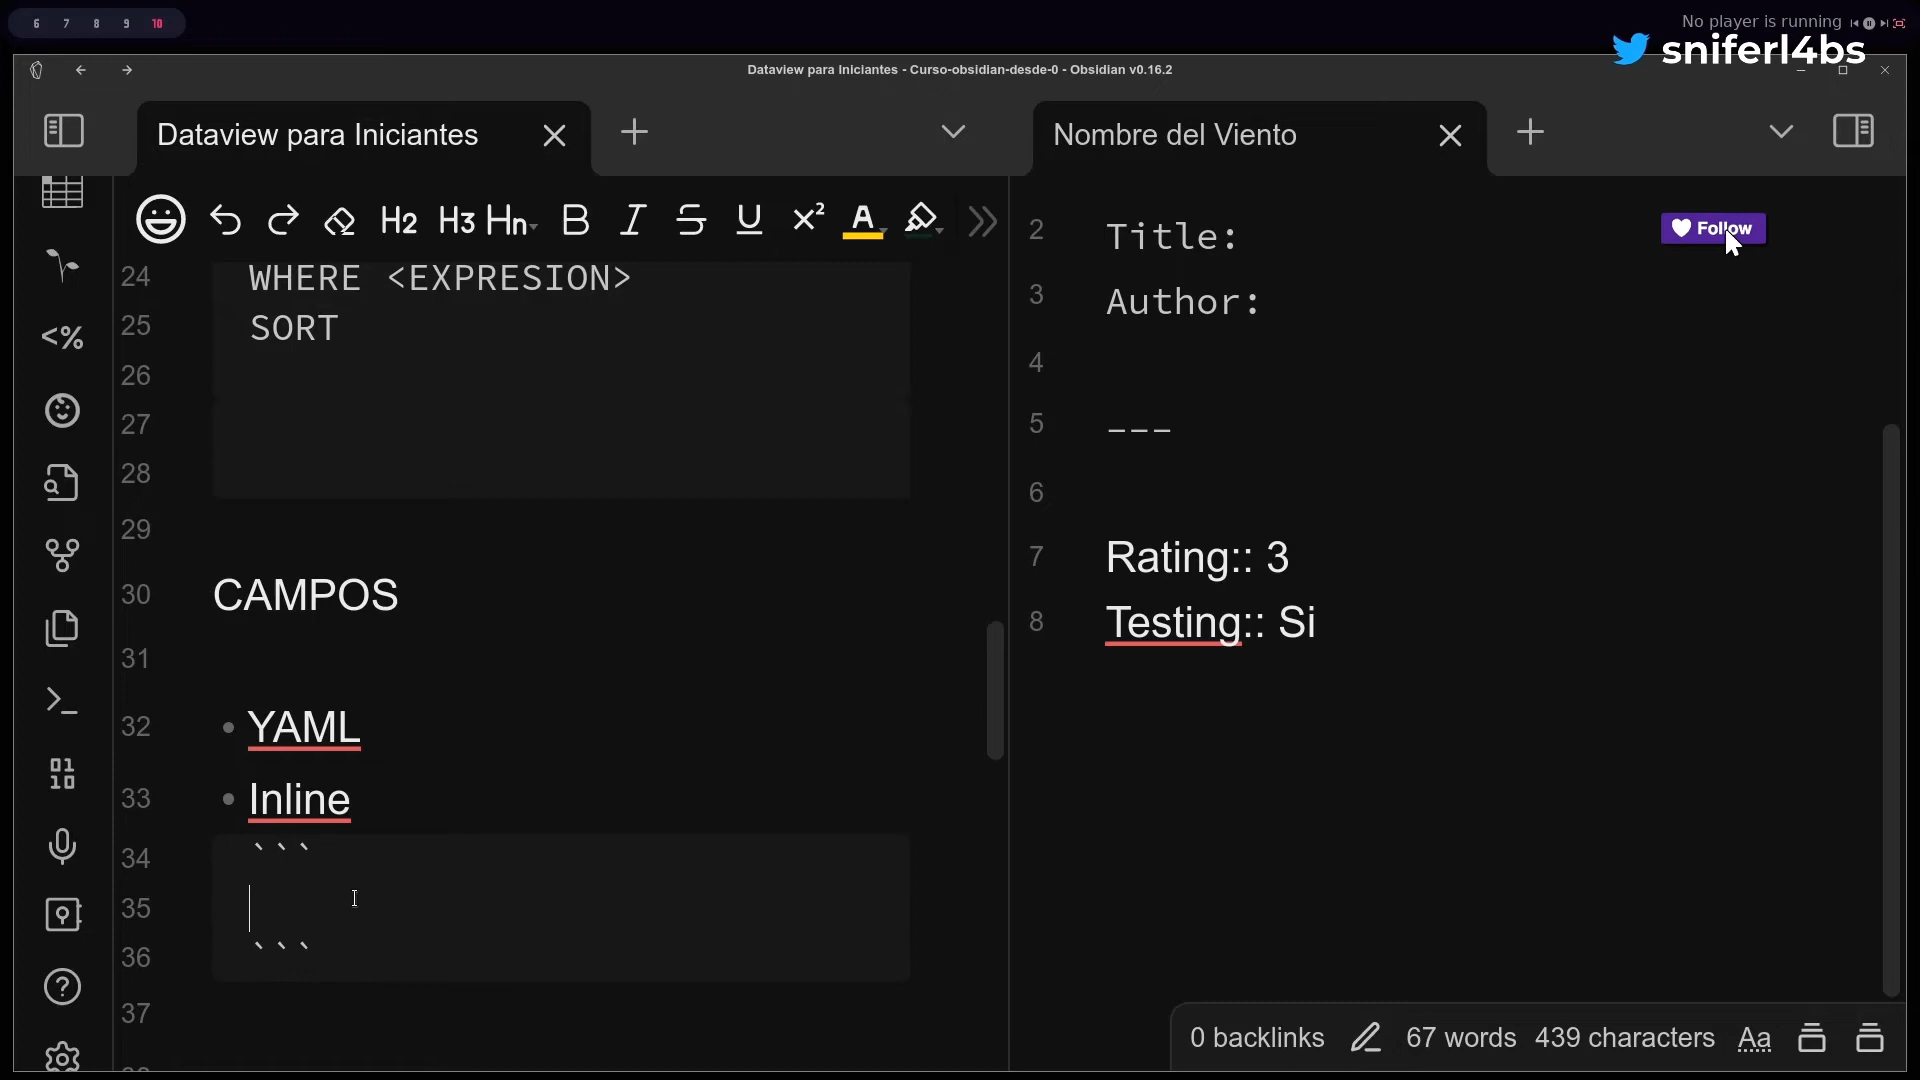 6 7 8 9 10
No player is running
sniferl4bs
Dataview para Iniciantes - Curso-obsidian-desde-0 - Obsidian v0.16.2
Dataview para Iniciantes
Nombre del Viento
H2 H3 Hn B I S U X2 A
<%
24 WHERE <EXPRESION>
25 SORT
26
27
28
29
30 CAMPOS
31
32 YAML
33 Inline
34 ```
35
36 ```
37
2 Title:
Follow
3 Author:
4
5 ---
6
7 Rating:: 3
8 Testing:: Si
0 backlinks 67 words 439 characters Aa